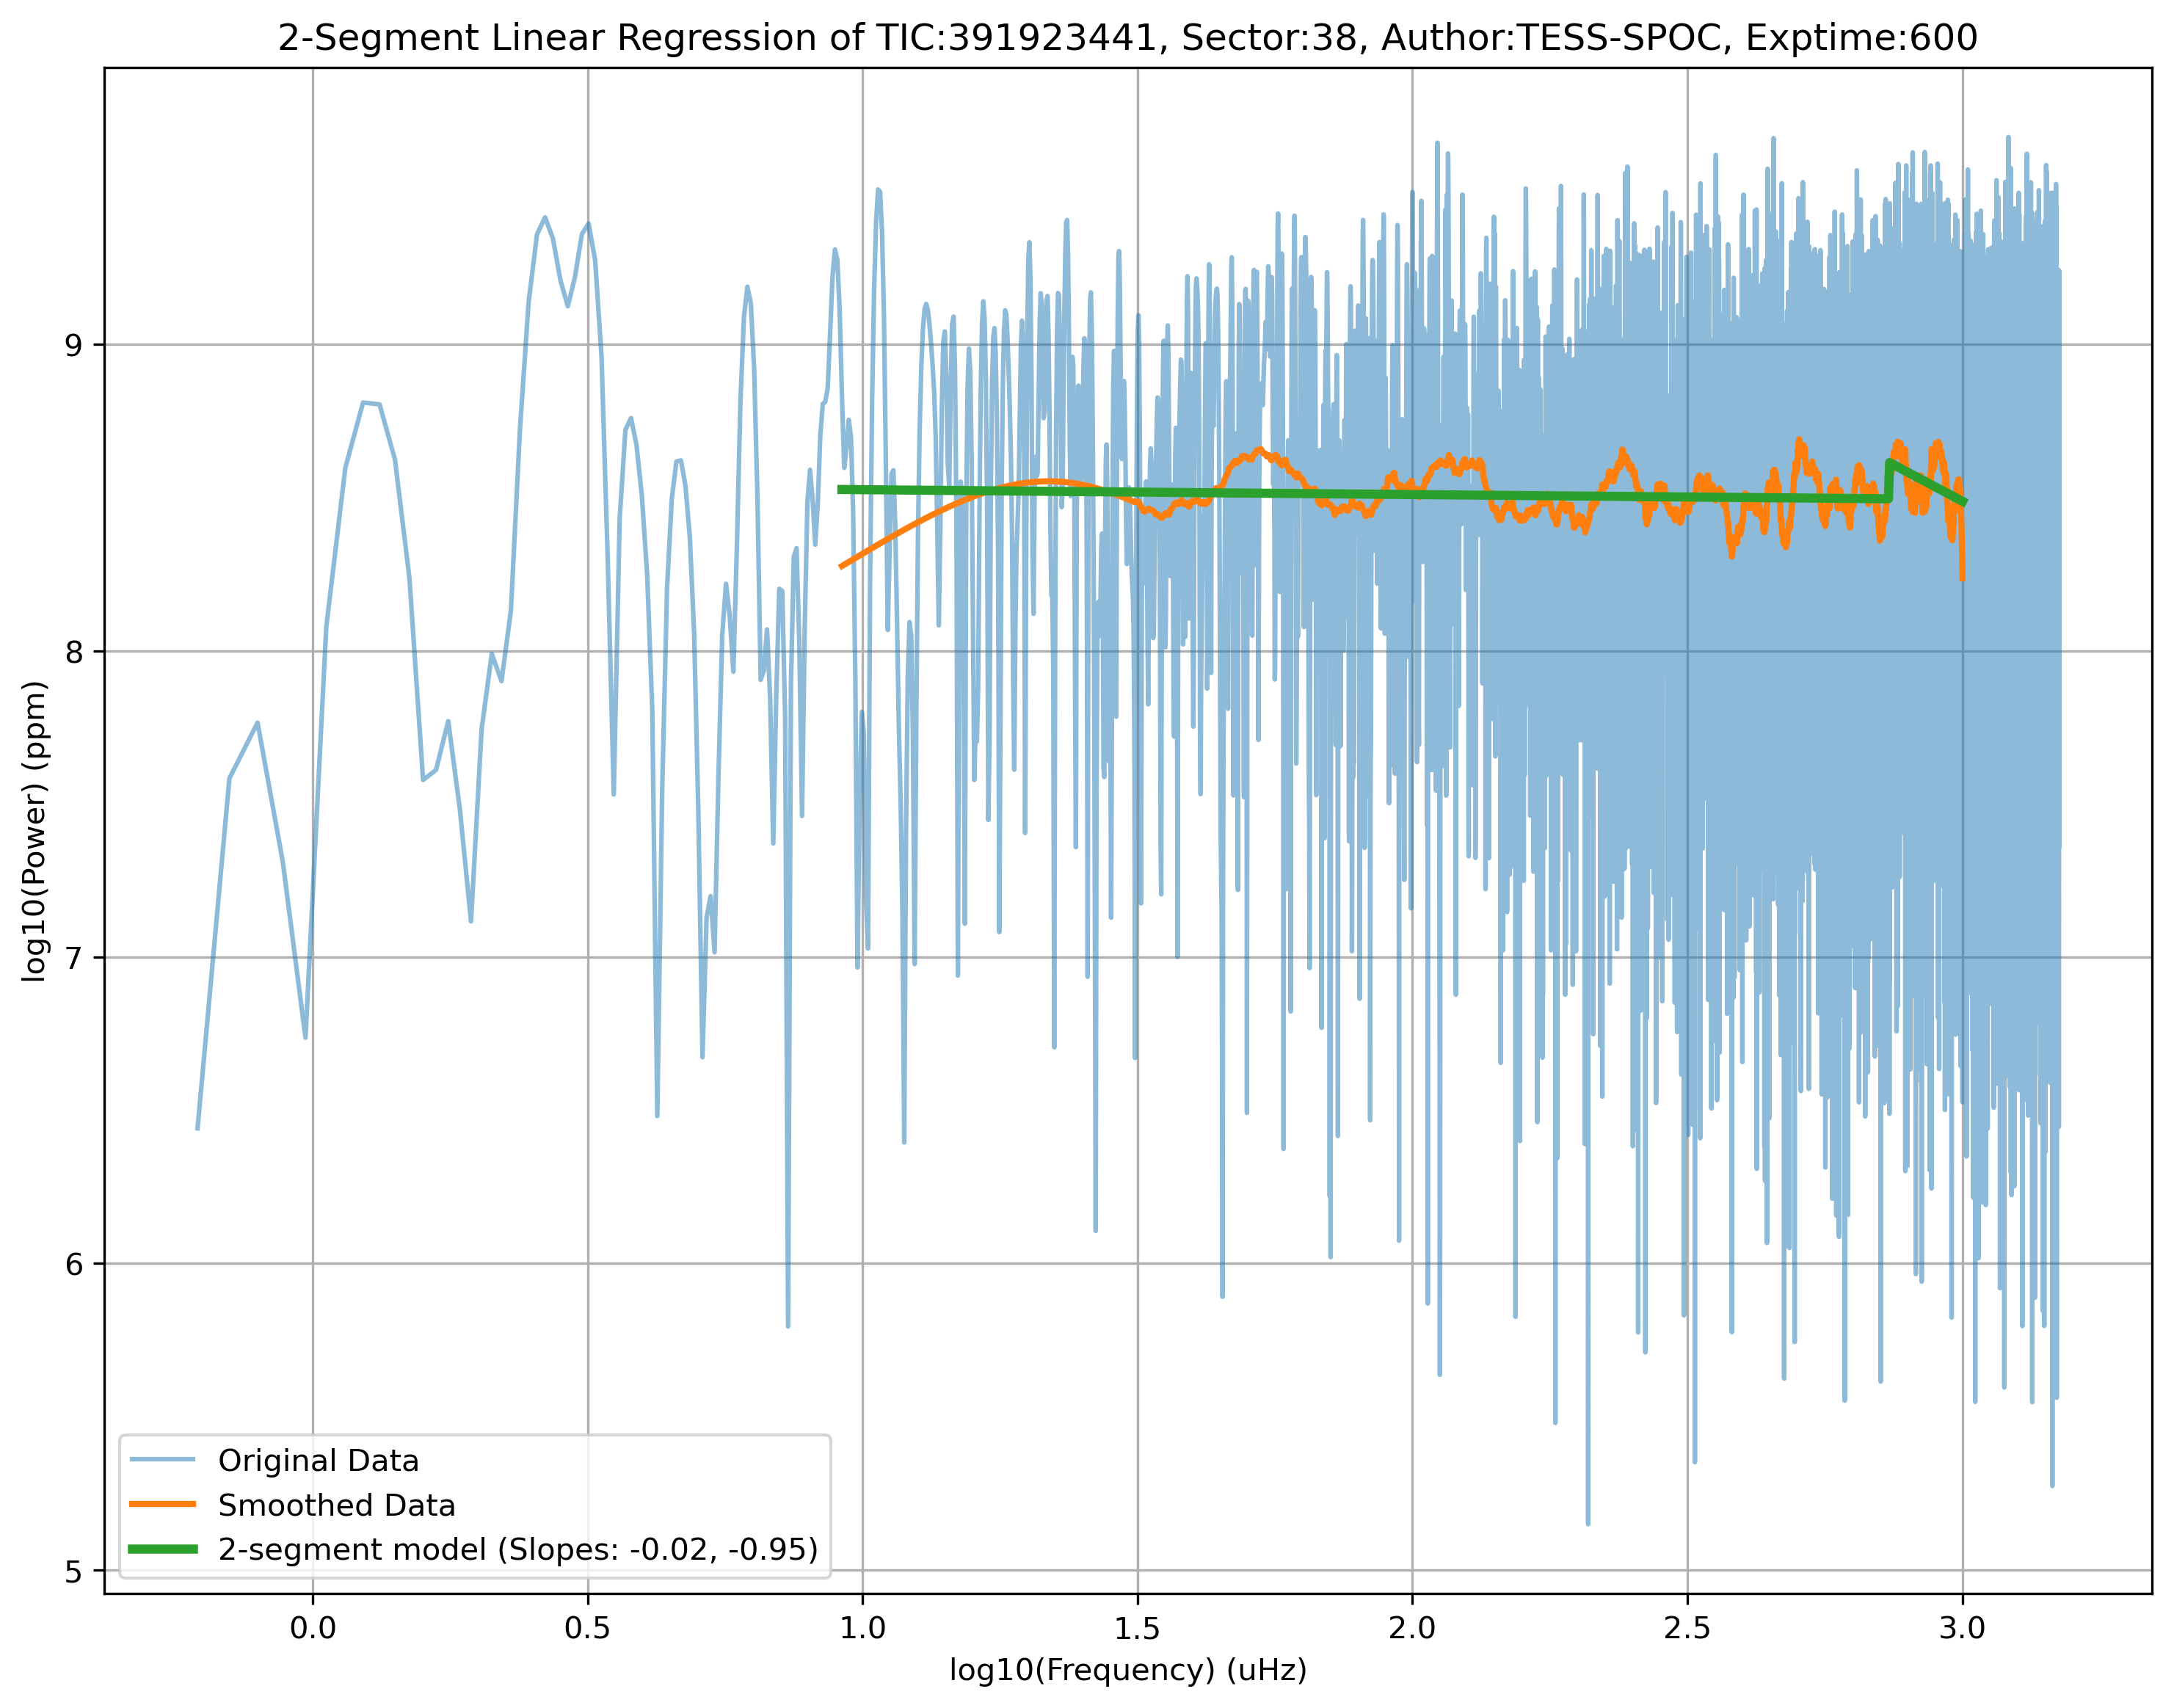 2-Segment Linear Regression of TIC:391923441, Sector:38, Author:TESS-SPOC, Exptime:600
log10(Power) (ppm)
9
8
7
6
5
Original Data
Smoothed Data
2-segment model (Slopes: -0.02, -0.95)
0.0 0.5 1.0 1.5 2.0 2.5 3.0
log10(Frequency) (uHz)